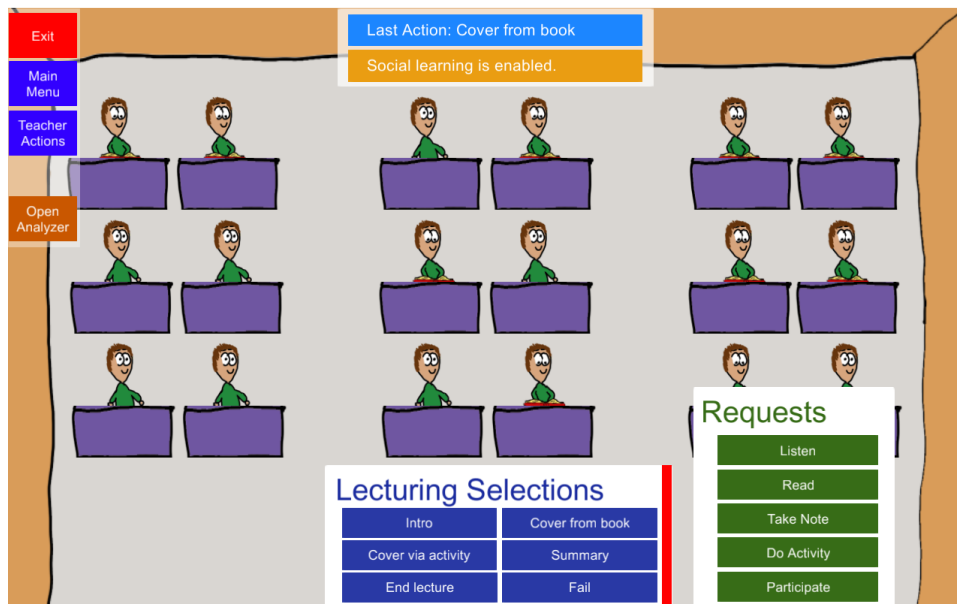 Exit
Main
Menu
Teacher
Actions
Open
Analyzer
Last Action: Cover from book
Social learning is enabled.
Lecturing Selections
Intro
Cover from book
Cover via activity
Summary
End lecture
Fail
Requests
Listen
Read
Take Note
Do Activity
Participate